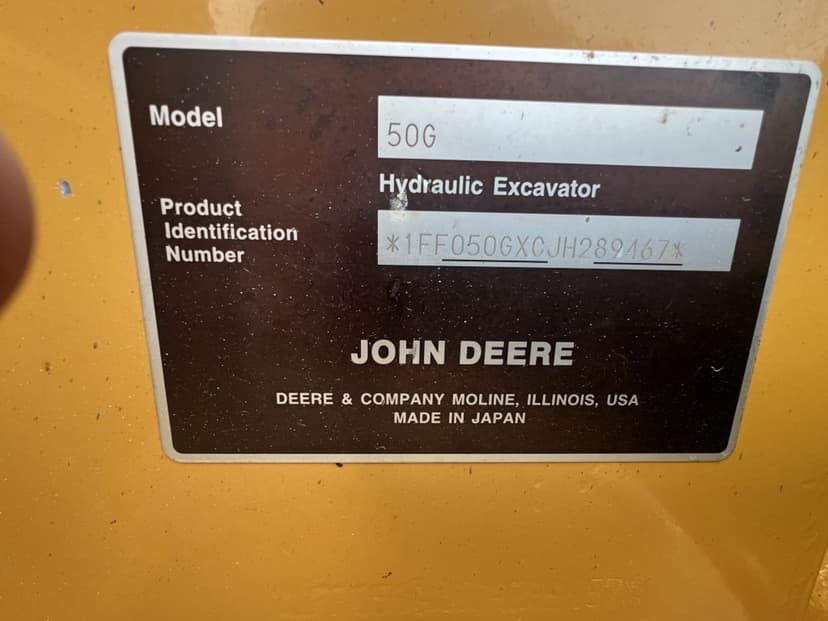 Model
50G
Hydraulic Excavator
Product
Identification
Number
*1FF050GXCJH289467*
JOHN DEERE
DEERE & COMPANY MOLINE, ILLINOIS, USA
MADE IN JAPAN